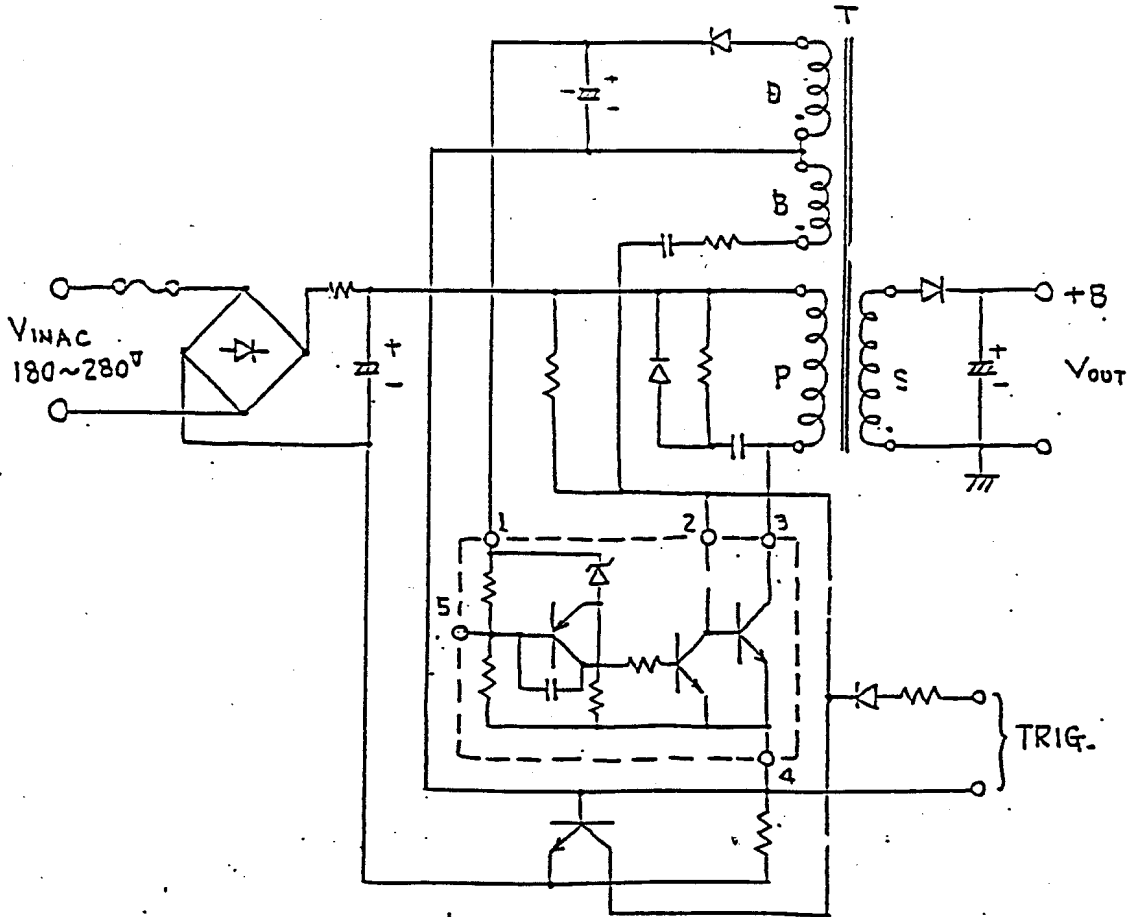 T
+
-
-
D
B
VINAC
180~280V
+
-
P
S
+B
+
-
VOUT
1
2
3
5
4
TRIG.